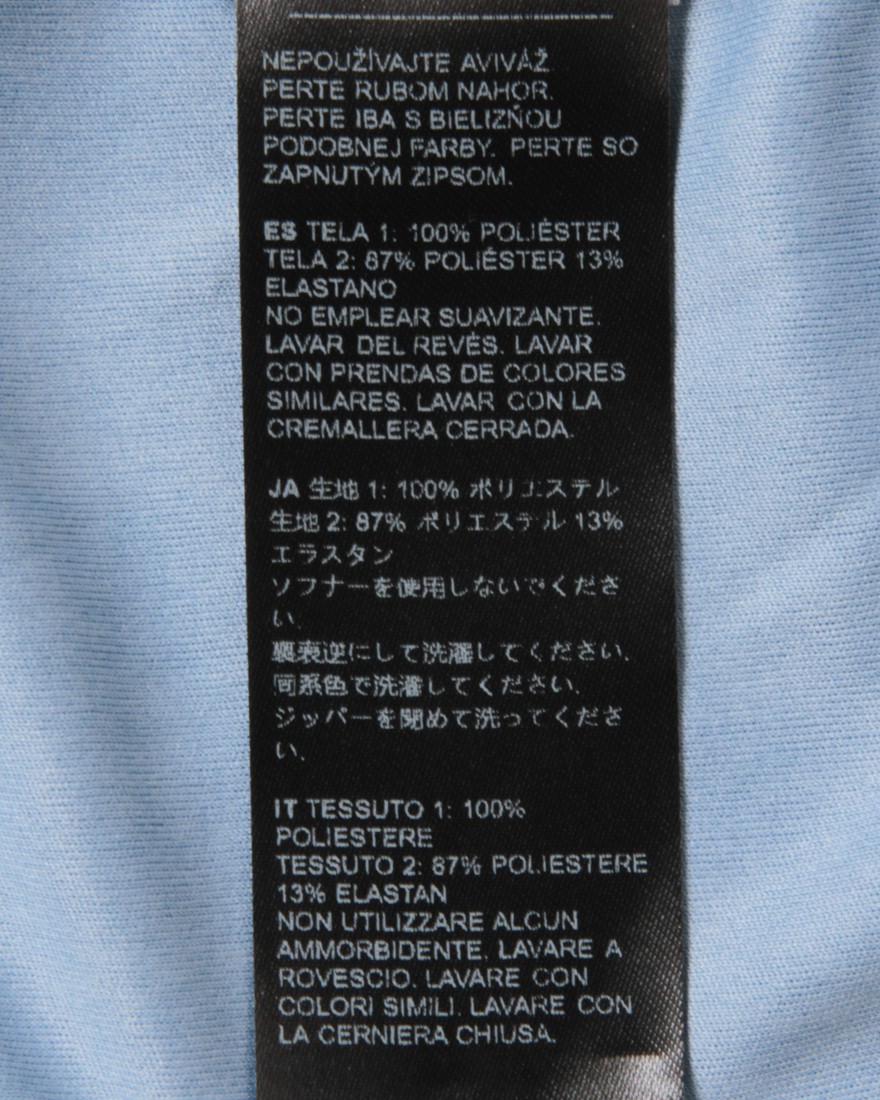 NEPOUŽÍVAJTE AVIVÁŽ.
PERTE RUBOM NAHOR.
PERTE IBA S BIELIZŇOU
PODOBNEJ FARBY. PERTE SO
ZAPNUTÝM ZIPSOM.
ES TELA 1: 100% POLIÉSTER
TELA 2: 87% POLIÉSTER 13%
ELASTANO
NO EMPLEAR SUAVIZANTE.
LAVAR DEL REVÉS. LAVAR
CON PRENDAS DE COLORES
SIMILARES. LAVAR CON LA
CREMALLERA CERRADA.
JA 生地 1: 100% ポリエステル
生地 2: 87% ポリエステル 13%
エラスタン
ソフナーを使用しないでくださ
い.
裏表逆にして洗濯してください.
同系色で洗濯してください.
ジッパーを閉めて洗ってくださ
い.
IT TESSUTO 1: 100%
POLIESTERE
TESSUTO 2: 87% POLIESTERE
13% ELASTAN
NON UTILIZZARE ALCUN
AMMORBIDENTE. LAVARE A
ROVESCIO. LAVARE CON
COLORI SIMILI. LAVARE CON
LA CERNIERA CHIUSA.